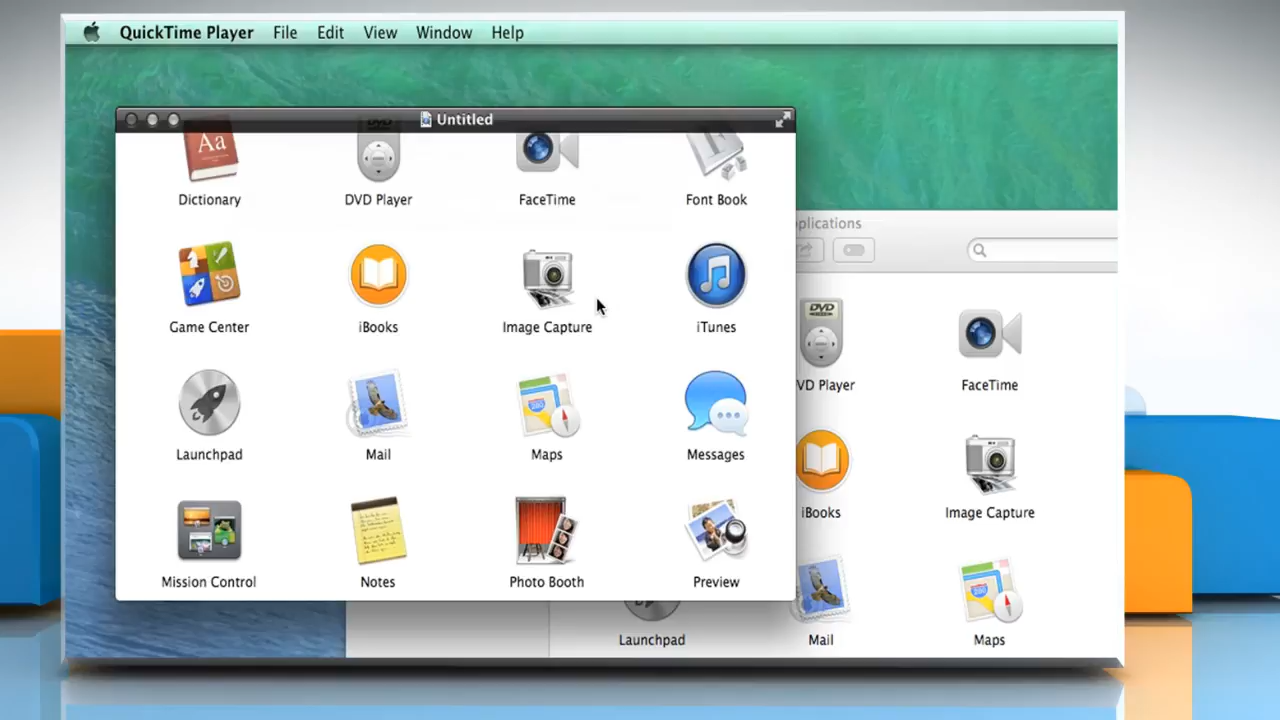 QuickTime Player File Edit View Window Help
Untitled
Aa
Dictionary DVD Player FaceTime Font Book
plications
Game Center iBooks Image Capture iTunes
DVD
VD Player FaceTime
Launchpad Mail Maps Messages
iBooks Image Capture
Mission Control Notes Photo Booth Preview
Launchpad Mail Maps